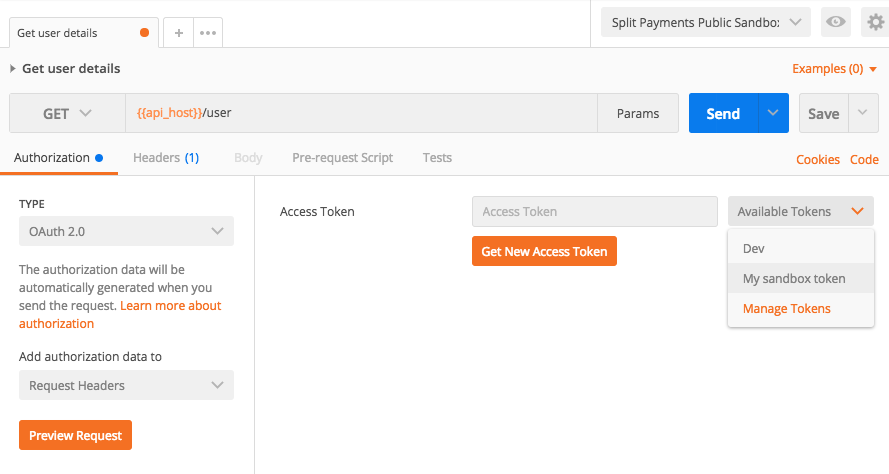 Get user details
Split Payments Public Sandbox
Get user details
Examples (0)
GET
{{api_host}}/user
Params
Send
Save
Authorization
Headers (1)
Body
Pre-request Script
Tests
Cookies
Code
TYPE
OAuth 2.0
The authorization data will be
automatically generated when you
send the request. Learn more about
authorization
Add authorization data to
Request Headers
Preview Request
Access Token
Access Token
Available Tokens
Get New Access Token
Dev
My sandbox token
Manage Tokens